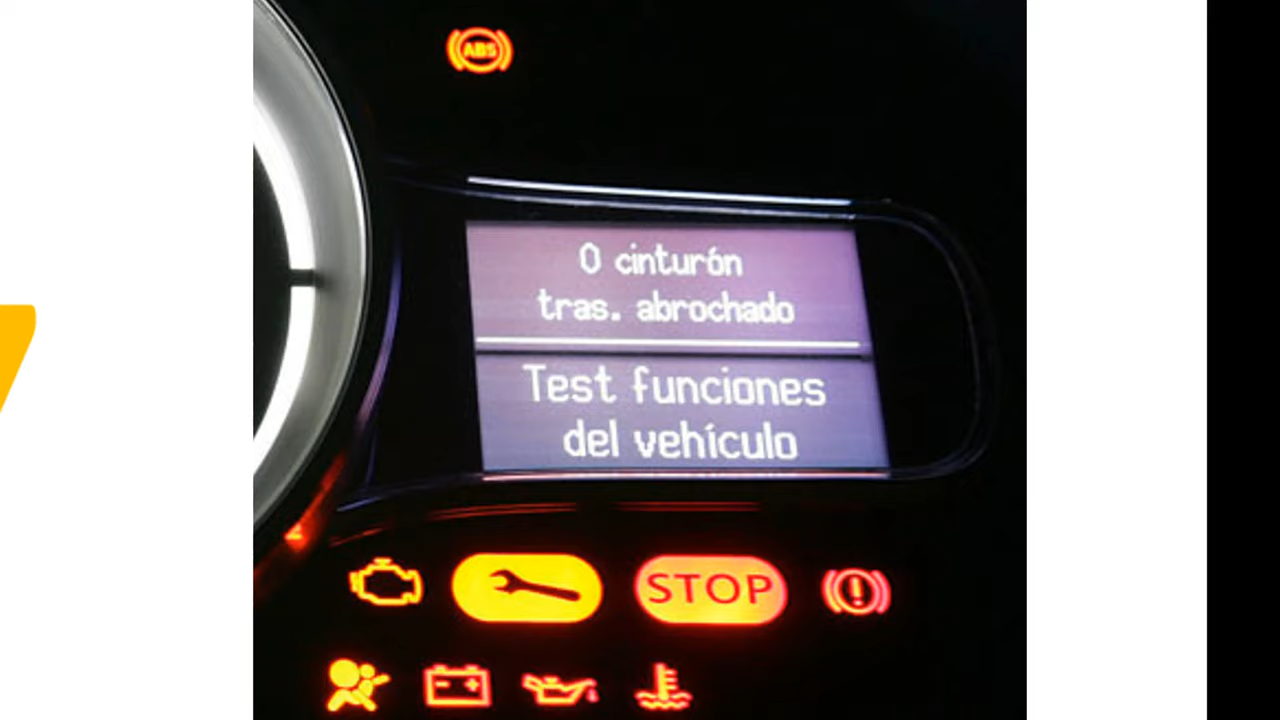 ABS
0 cinturón
tras. abrochado
Test funciones
del vehículo
STOP